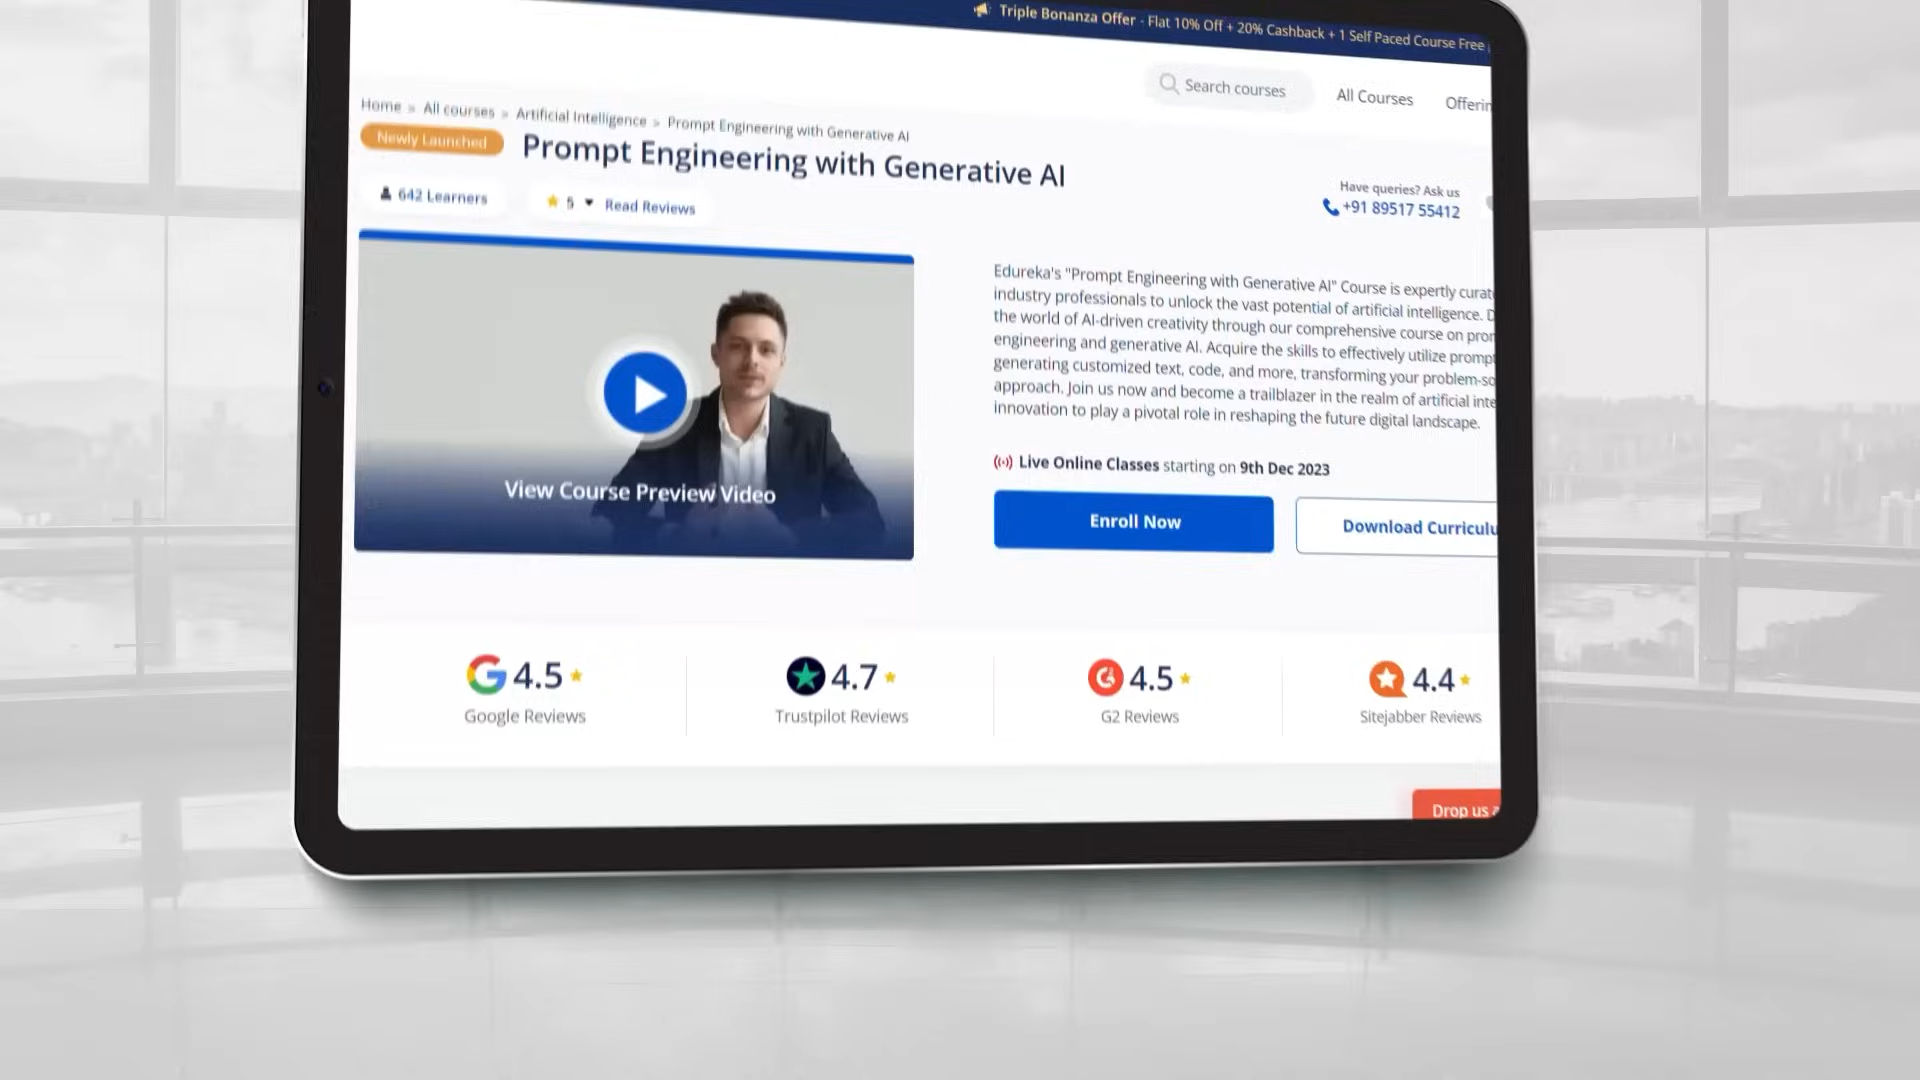 Triple Bonanza Offer - Flat 10% Off + 20% Cashback + 1 Self Paced Course Free
Search courses
All Courses
Offerin
Home » All courses » Artificial Intelligence » Prompt Engineering with Generative AI
Newly Launched
Prompt Engineering with Generative AI
Have queries? Ask us
+91 89517 55412
642 Learners
5
Read Reviews
Edureka's "Prompt Engineering with Generative AI" Course is expertly curat
industry professionals to unlock the vast potential of artificial intelligence. D
the world of AI-driven creativity through our comprehensive course on pro
engineering and generative AI. Acquire the skills to effectively utilize prompt
generating customized text, code, and more, transforming your problem-so
approach. Join us now and become a trailblazer in the realm of artificial inte
innovation to play a pivotal role in reshaping the future digital landscape.
View Course Preview Video
Live Online Classes starting on 9th Dec 2023
Enroll Now
Download Curriculu
4.5
Google Reviews
4.7
Trustpilot Reviews
4.5
G2 Reviews
4.4
Sitejabber Reviews
Drop us a